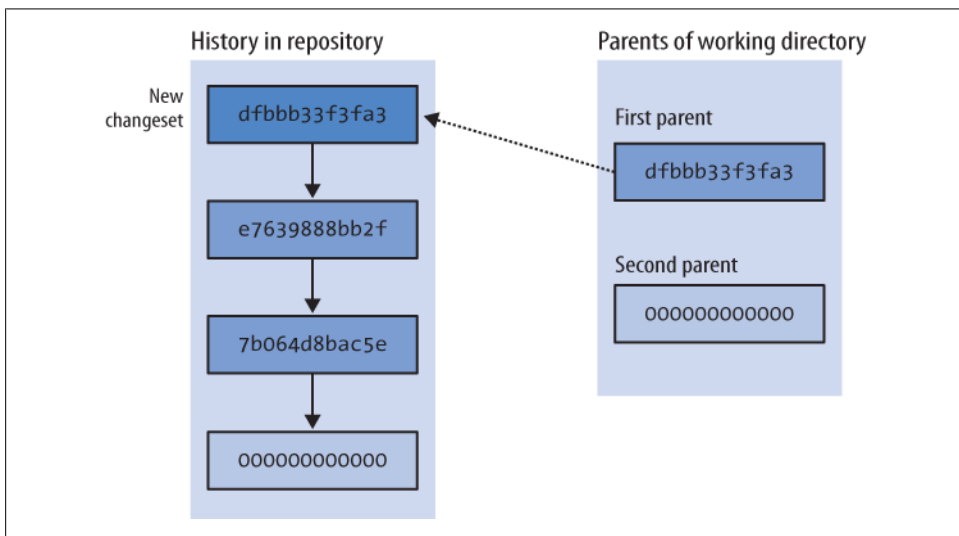 History in repository
New
changeset
dfbbb33f3fa3
e7639888bb2f
7b064d8bac5e
000000000000
Parents of working directory
First parent
dfbbb33f3fa3
Second parent
000000000000